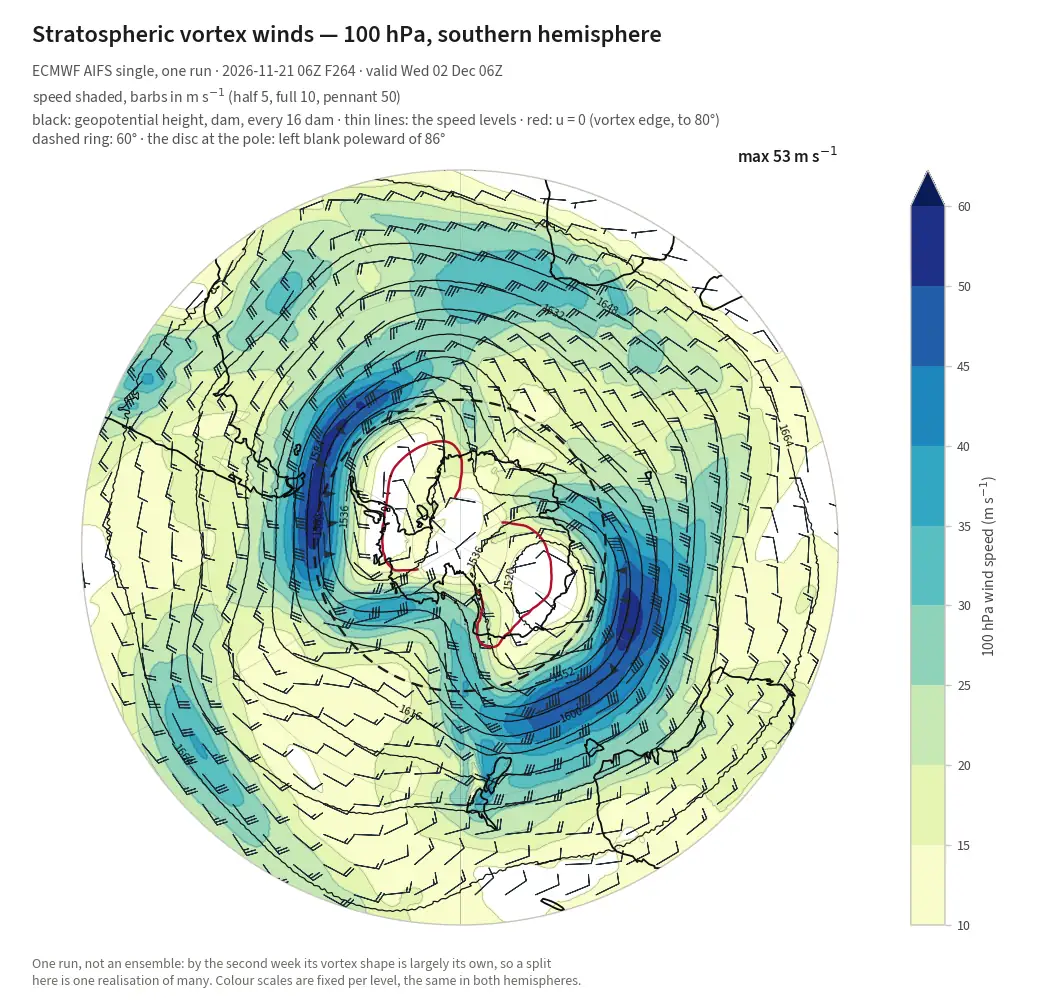 Stratospheric vortex winds — 100 hPa, southern hemisphere
ECMWF AIFS single, one run · 2026-11-21 06Z F264 · valid Wed 02 Dec 06Z
speed shaded, barbs in m s⁻¹ (half 5, full 10, pennant 50)
black: geopotential height, dam, every 16 dam · thin lines: the speed levels · red: u = 0 (vortex edge, to 80°)
dashed ring: 60° · the disc at the pole: left blank poleward of 86°
max 53 m s⁻¹
60
50
45
40
35
30
25
20
15
10
100 hPa wind speed (m s⁻¹)
1648
1632
1664
1536
1536
1520
1552
1600
1616
One run, not an ensemble: by the second week its vortex shape is largely its own, so a split
here is one realisation of many. Colour scales are fixed per level, the same in both hemispheres.